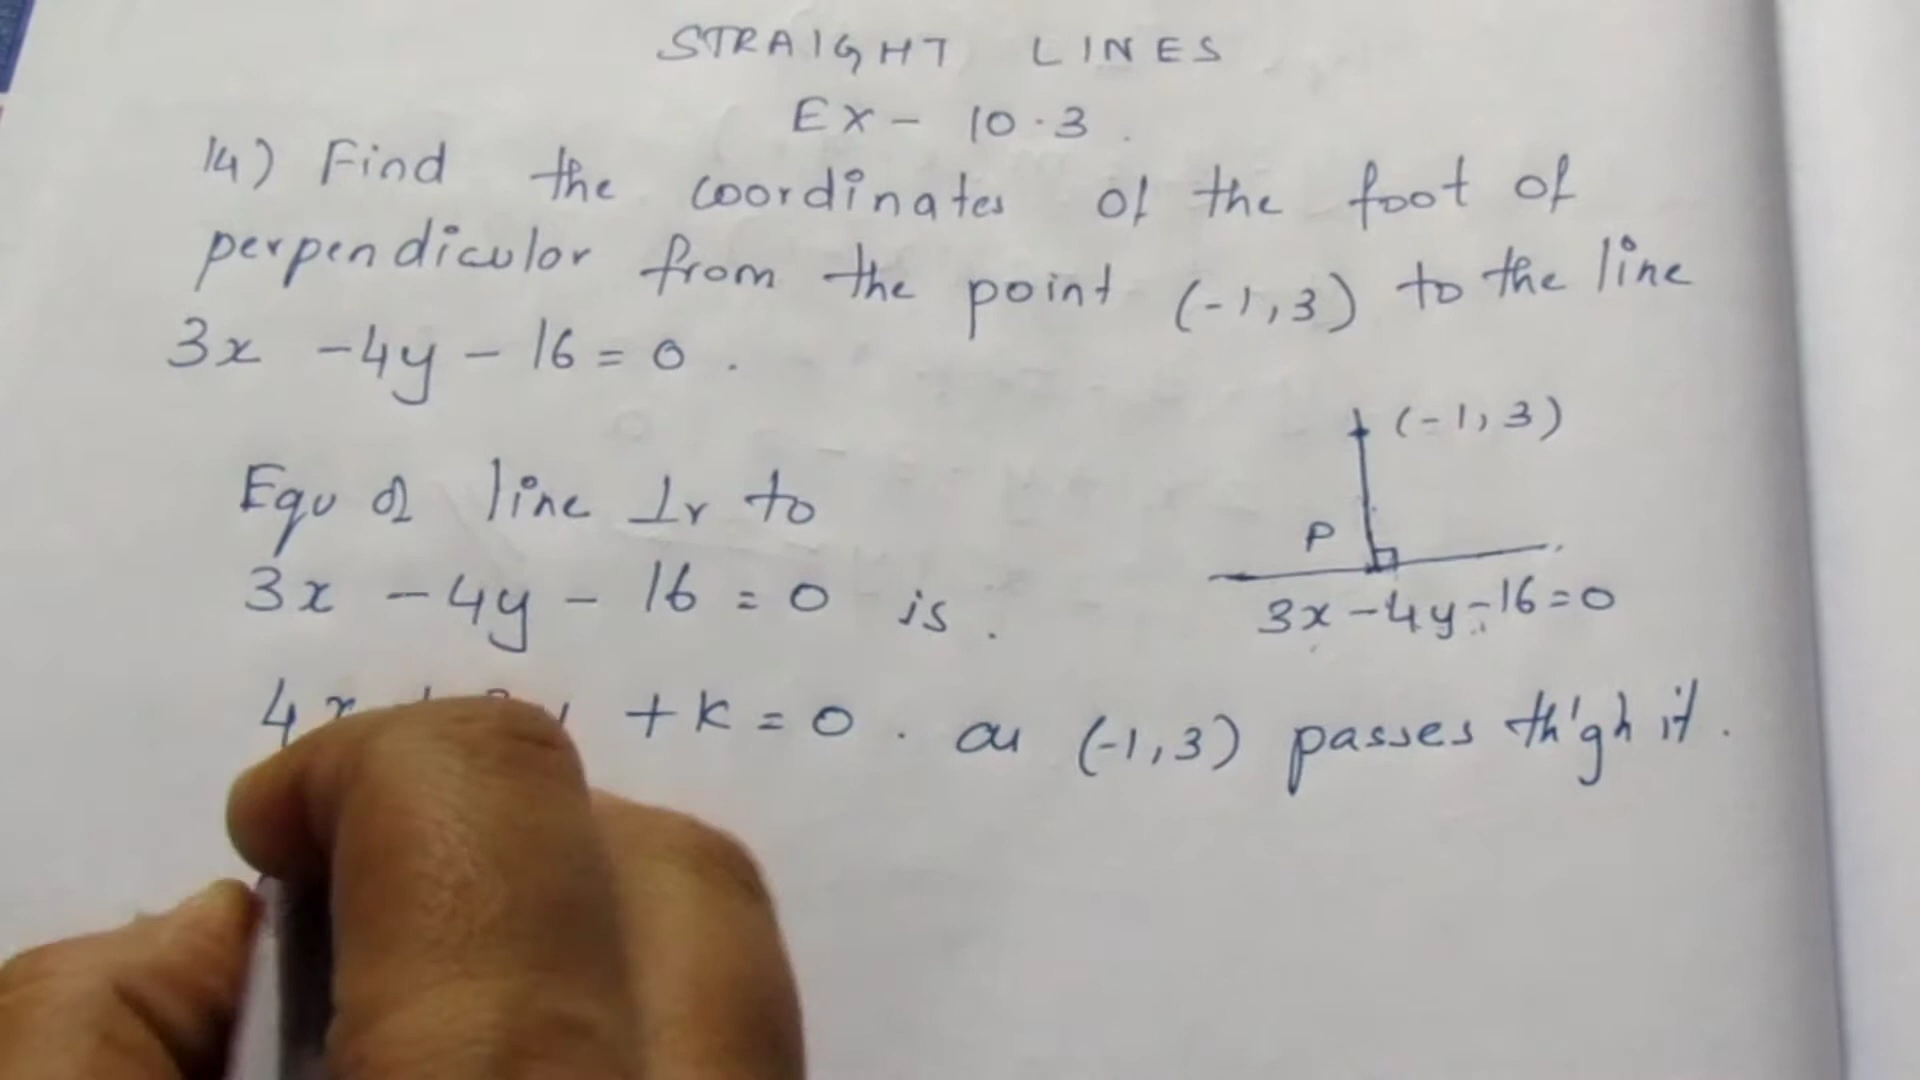 STRAIGHT LINES
EX - 10.3.
14) Find the coordinates of the foot of
perpendiculor from the point (-1,3) to the line
3x - 4y - 16 = 0.
(-1,3)
P
3x - 4y - 16 = 0
Equ of line ⊥r to
3x - 4y - 16 = 0 is.
4x + k = 0. as (-1,3) passes th'gh it.